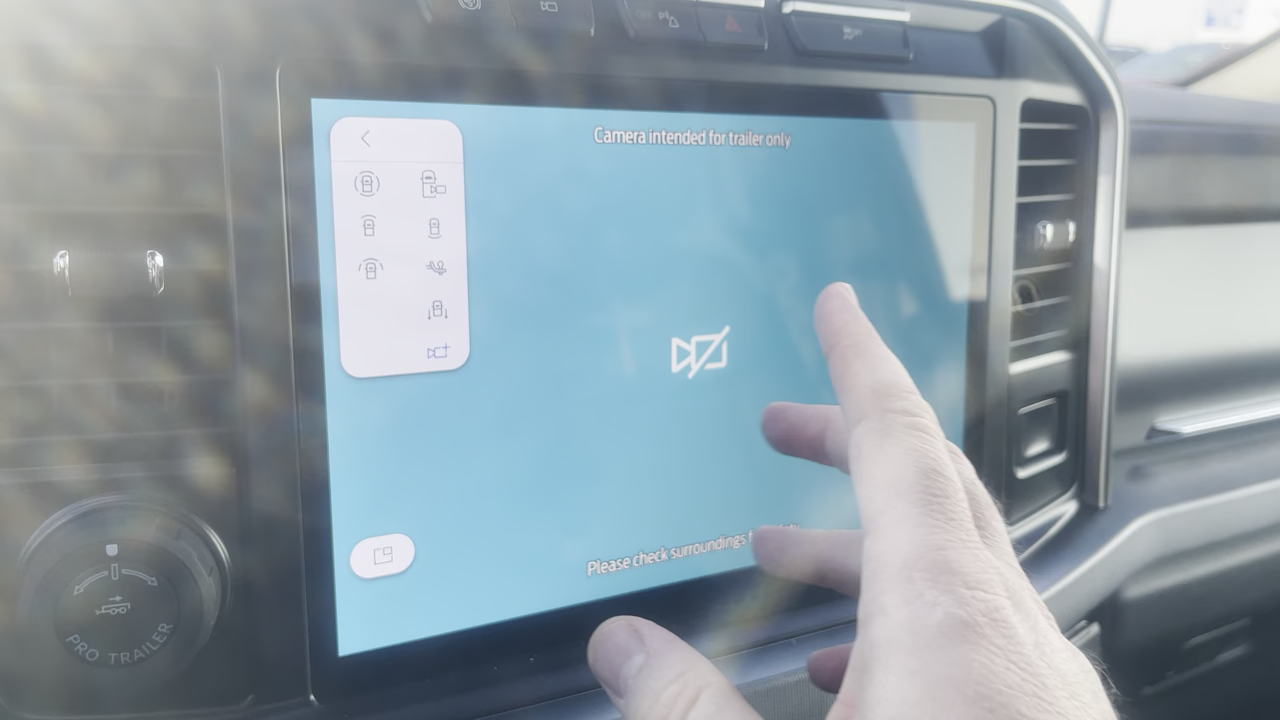 Camera intended for trailer only
Please check surroundings
PRO TRAILER